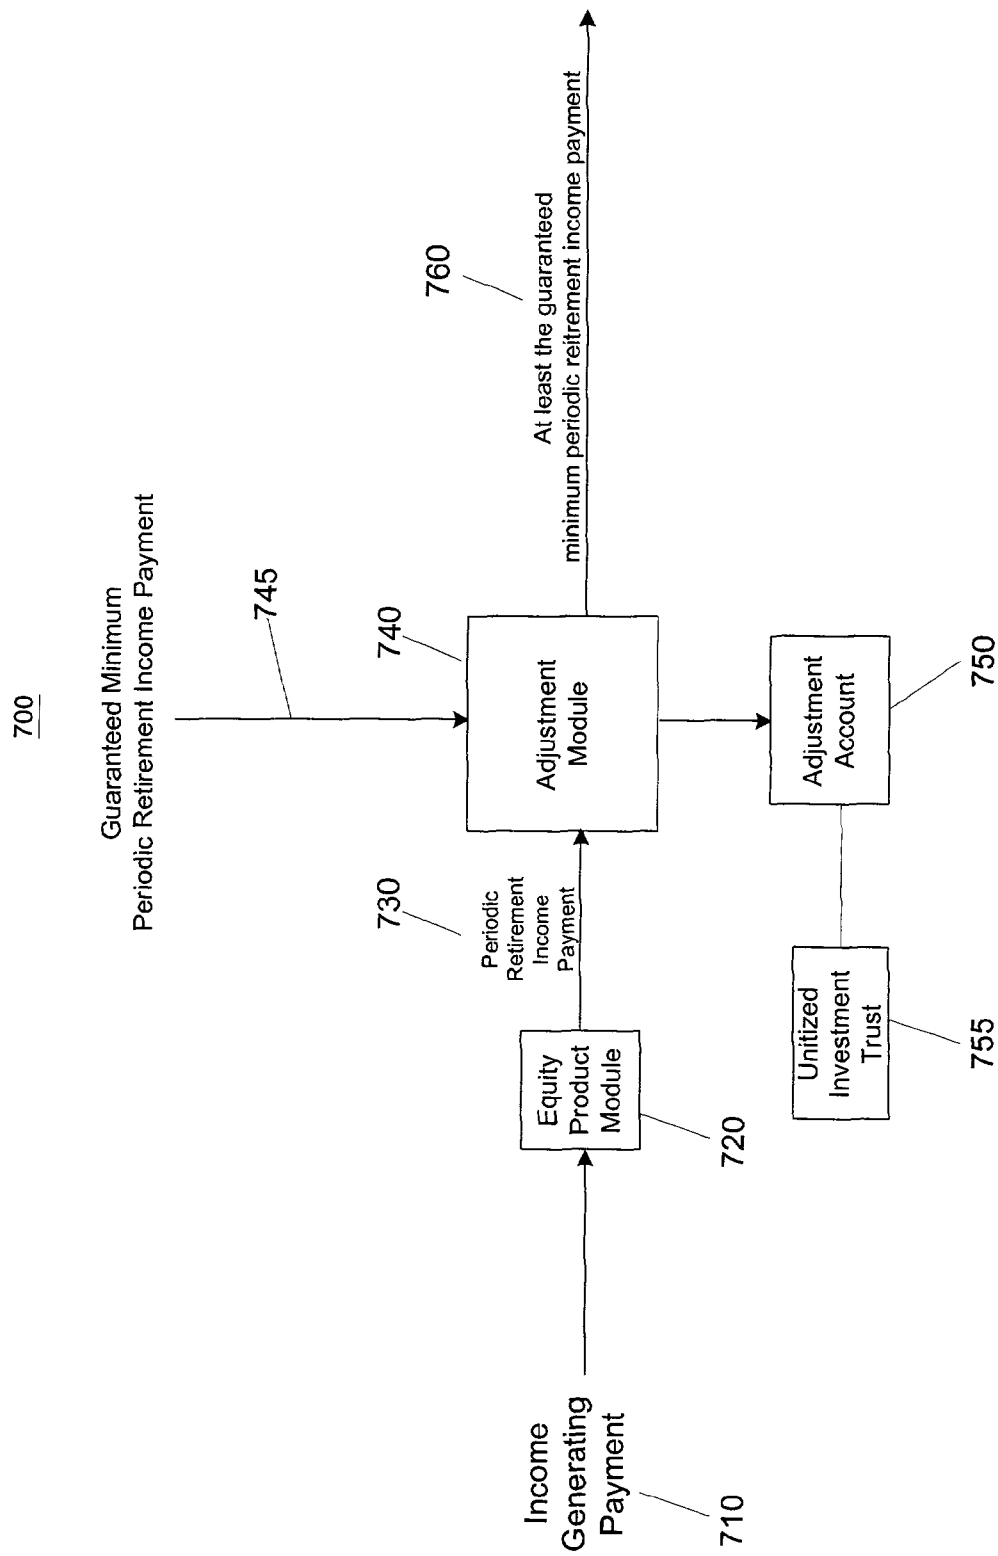 700
Guaranteed Minimum
Periodic Retirement Income Payment
745
740
Adjustment
Module
760
At least the guaranteed
minimum periodic reitrement income payment
730
Periodic
Retirement
Income
Payment
Equity
Product
Module
720
Income
Generating
Payment
710
Adjustment
Account
750
Unitized
Investment
Trust
755